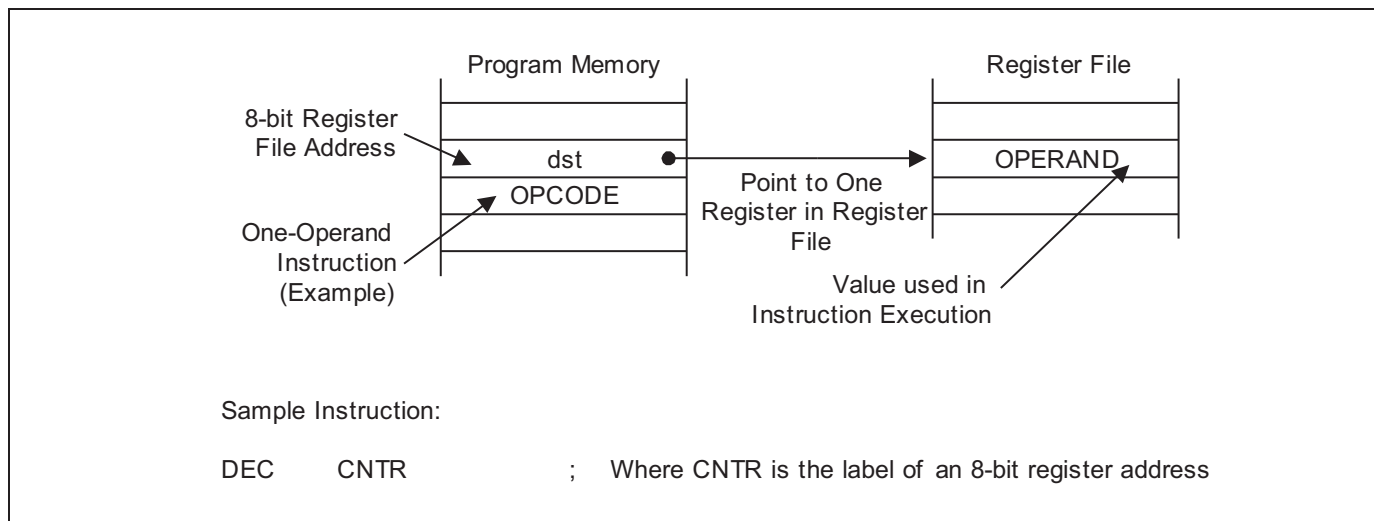 Program Memory
Register File
8-bit Register
File Address
dst
OPERAND
OPCODE
Point to One
Register in Register
File
One-Operand
Instruction
(Example)
Value used in
Instruction Execution
Sample Instruction:
DEC CNTR ; Where CNTR is the label of an 8-bit register address